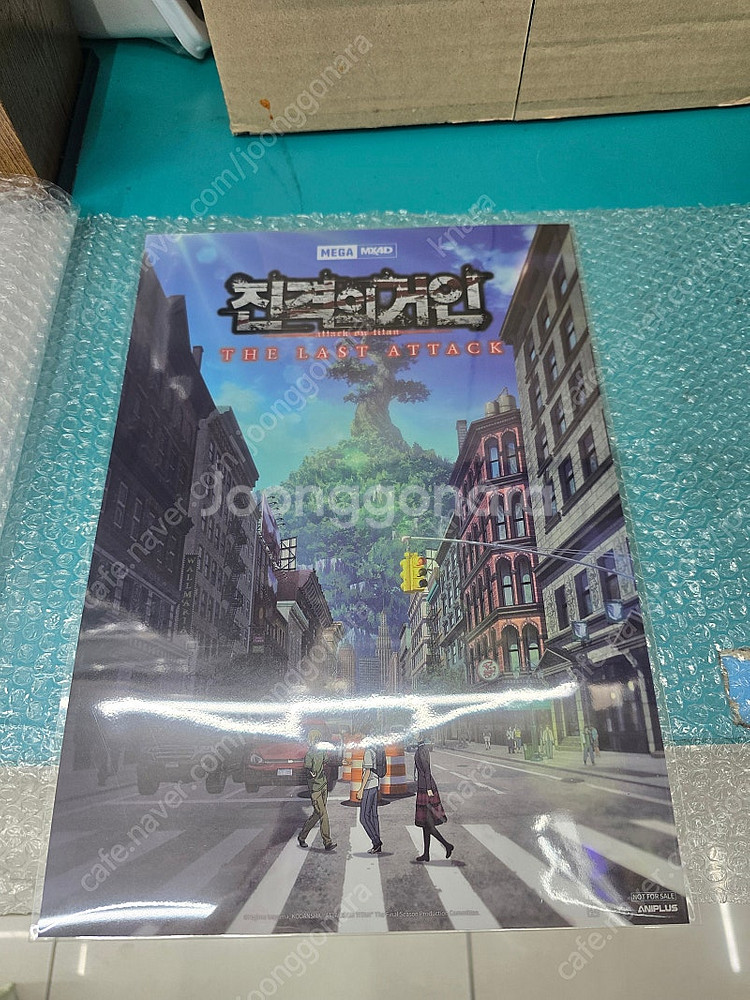 MEGA MX4D
진격의거인
attack on titan
THE LAST ATTACK
WALLMARIA
Joonggonara
NOT FOR SALE
ANIPLUS
cafe.naver.com/joonggonara